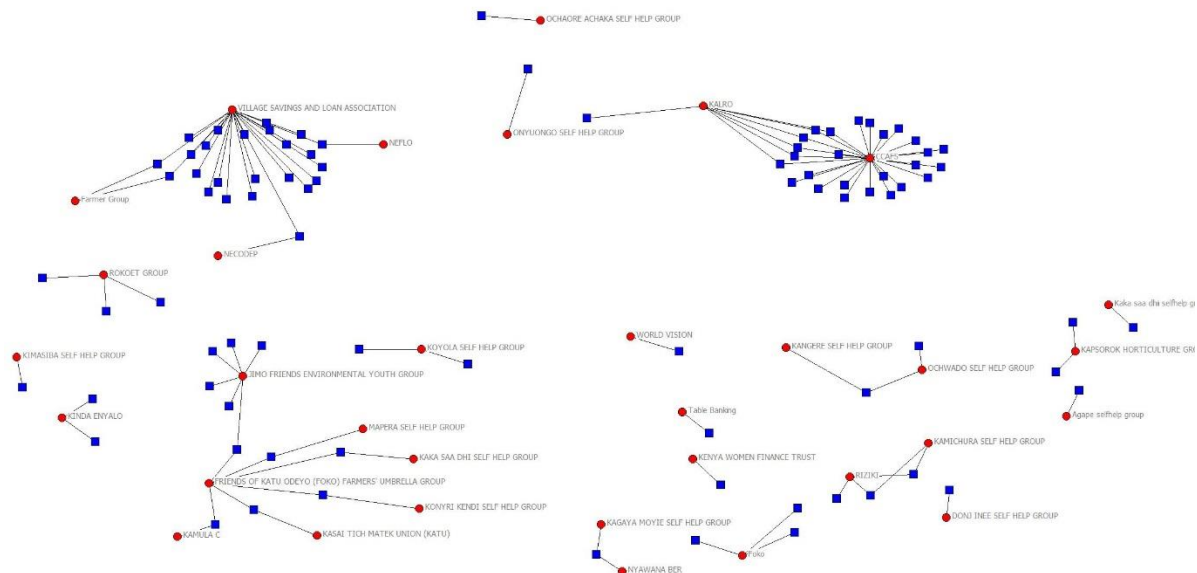 OCHAORE ACHAKA SELF HELP GROUP
VILLAGE SAVINGS AND LOAN ASSOCIATION
KALRO
ONYUONGO SELF HELP GROUP
NEFLO
CCAFS
Farmer Group
NECODEP
ROKOET GROUP
Kaka saa dhi selfhelp gr
WORLD VISION
KOYOLA SELF HELP GROUP
KANGERE SELF HELP GROUP
KAPSOROK HORTICULTURE GRO
KIMASIBA SELF HELP GROUP
OCHWADO SELF HELP GROUP
JIMO FRIENDS ENVIRONMENTAL YOUTH GROUP
Table Banking
Agape selfhelp group
KINDA ENYALO
MAPERA SELF HELP GROUP
KAMICHURA SELF HELP GROUP
KAKA SAA DHI SELF HELP GROUP
KENYA WOMEN FINANCE TRUST
RIZIKI
FRIENDS OF KATU ODEYO (FOKO) FARMERS' UMBRELLA GROUP
KONYRI KENDI SELF HELP GROUP
DONJ INEE SELF HELP GROUP
KAGAYA MOYIE SELF HELP GROUP
KAMULA C
KASAI TICH MATEK UNION (KATU)
Foko
NYAWANA BER